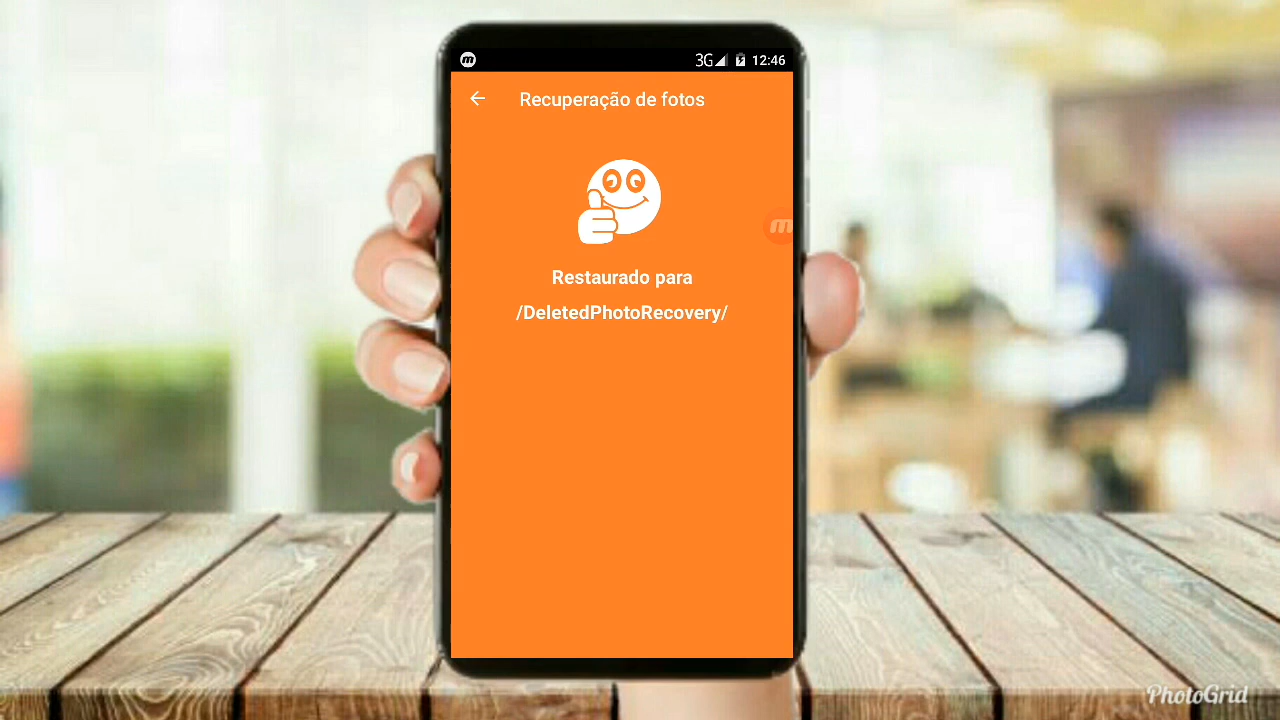 m
3G 12:46
Recuperação de fotos
m
Restaurado para
/DeletedPhotoRecovery/
PhotoGrid